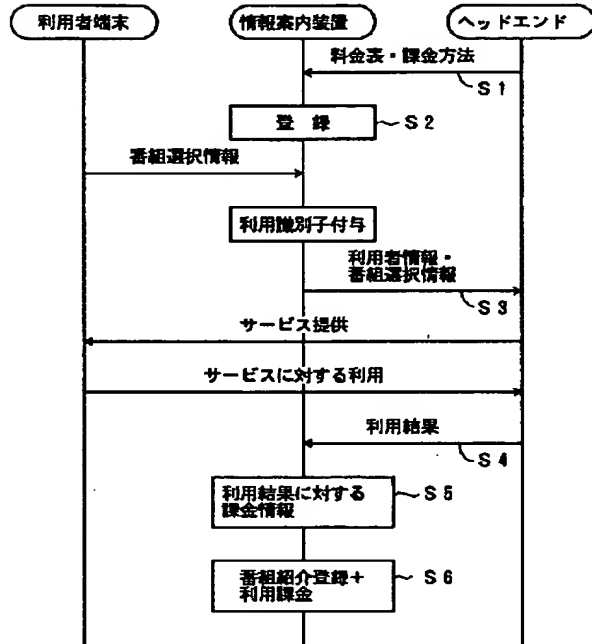 利用者端末
情報案内装置
ヘッドエンド
料金表・課金方法
S1
登 録
S2
番組選択情報
利用識別子付与
利用者情報・
番組選択情報
S3
サービス提供
サービスに対する利用
利用結果
S4
利用結果に対する
課金情報
S5
番組紹介登録+
利用課金
S6